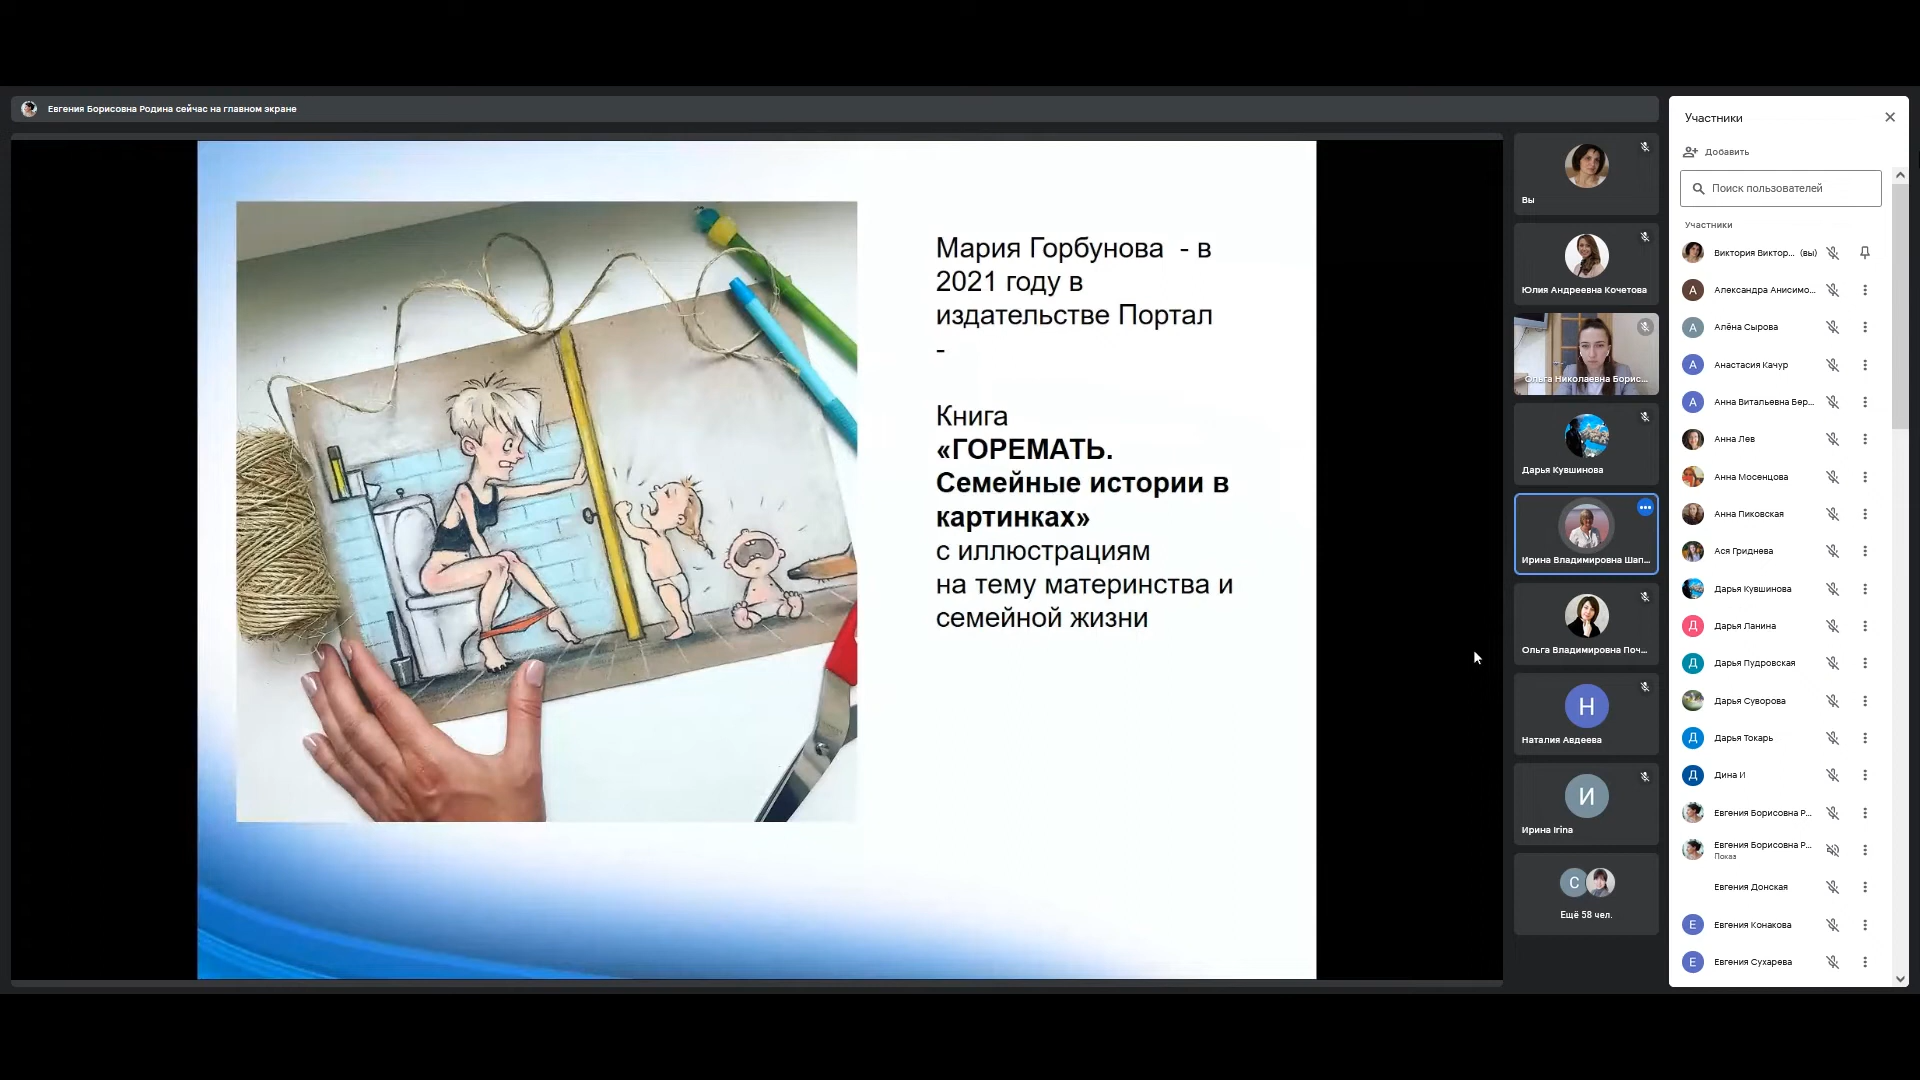 Евгения Борисовна Родина сейчас на главном экране
Мария Горбунова - в
2021 году в
издательстве Портал
-
Книга
«ГОРЕМАТЬ.
Семейные истории в
картинках»
с иллюстрациям
на тему материнства и
семейной жизни
Вы
Юлия Андреевна Кочетова
Ольга Николаевна Борис...
Дарья Кувшинова
Ирина Владимировна Шап...
Ольга Владимировна Поч...
Н
Наталия Авдеева
И
Ирина Irina
С
Ещё 58 чел.
Участники
Добавить
Поиск пользователей
Участники
Виктория Виктор... (вы)
А Александра Анисимо...
А Алёна Сырова
А Анастасия Качур
А Анна Витальевна Бер...
Анна Лев
Анна Мосенцова
Анна Пиковская
Ася Гриднева
Дарья Кувшинова
Д Дарья Ланина
Д Дарья Пудровская
Дарья Суворова
Д Дарья Токарь
Д Дина И
Евгения Борисовна Р...
Евгения Борисовна Р...
Показ
Евгения Донская
Е Евгения Конакова
Е Евгения Сухарева